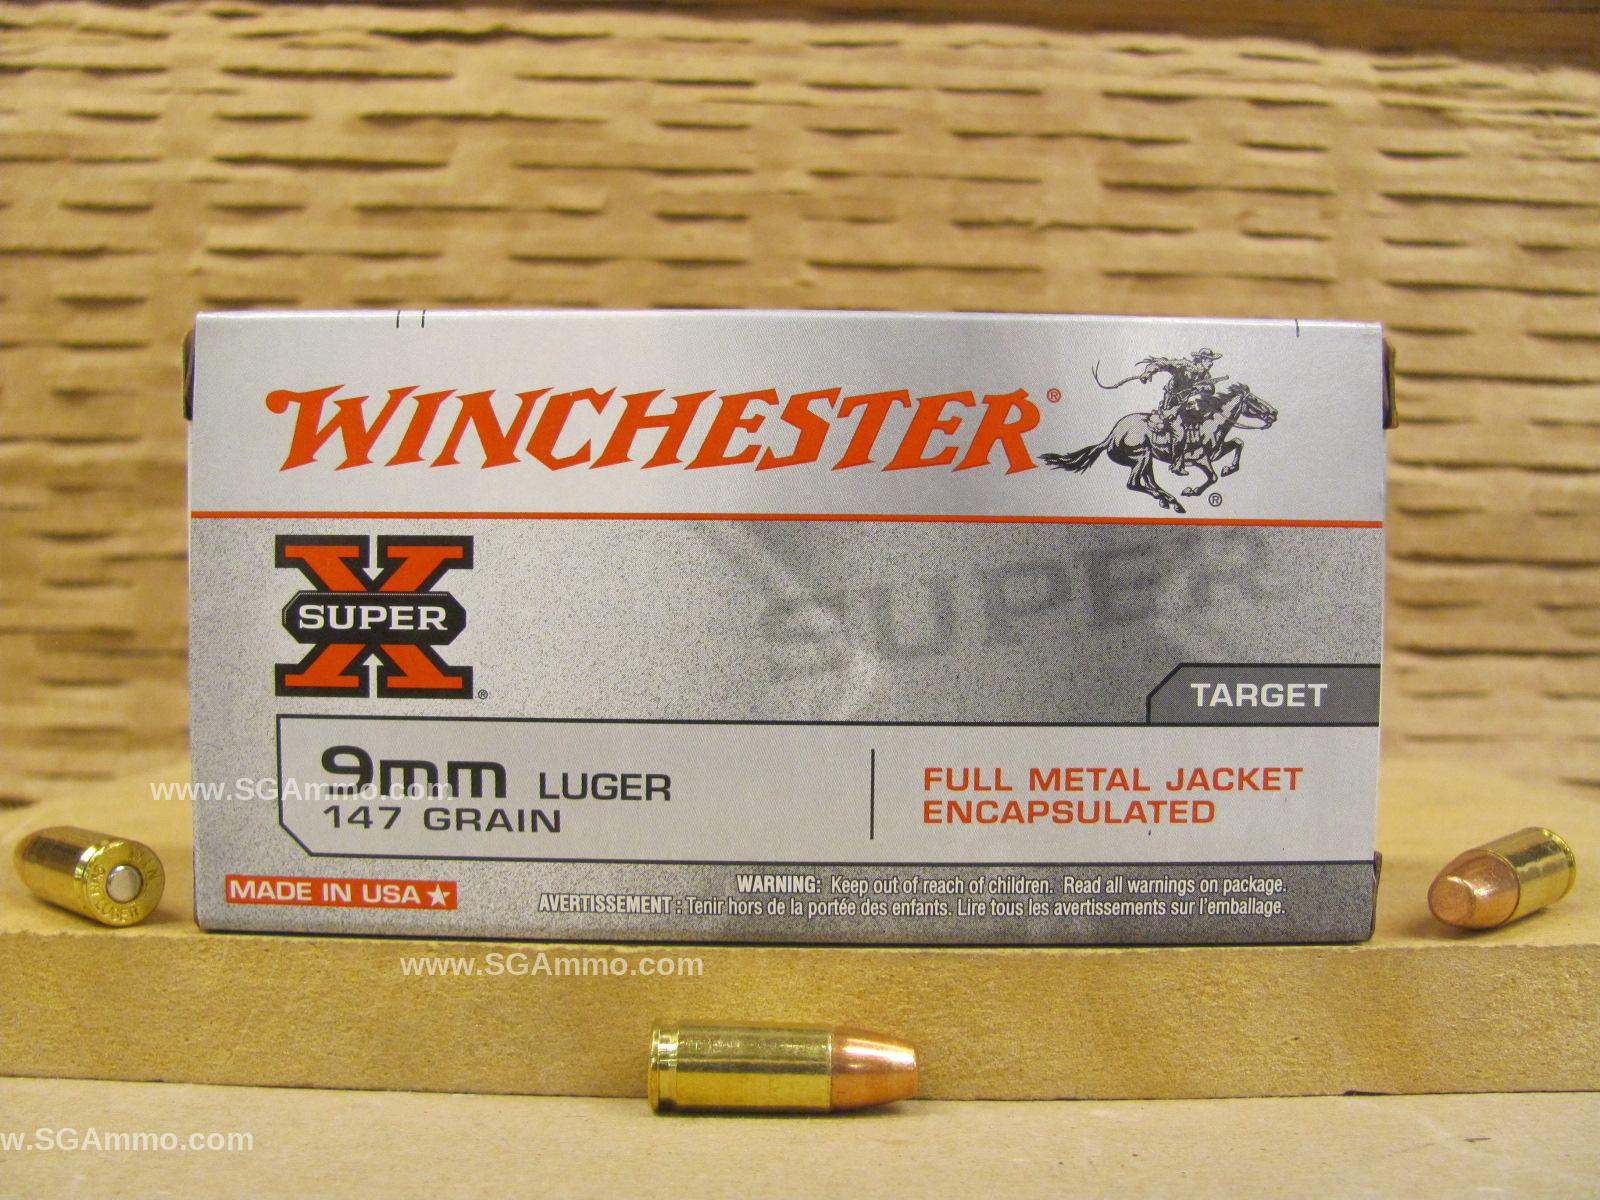 WINCHESTER®
®
SUPER
X
SUPER
®
TARGET
9mm LUGER
147 GRAIN
FULL METAL JACKET
ENCAPSULATED
MADE IN USA
WARNING: Keep out of reach of children. Read all warnings on package.
AVERTISSEMENT : Tenir hors de la portée des enfants. Lire tous les avertissements sur l'emballage.
www.SGAmmo.com
www.SGAmmo.com
w.SGAmmo.com
LUGER